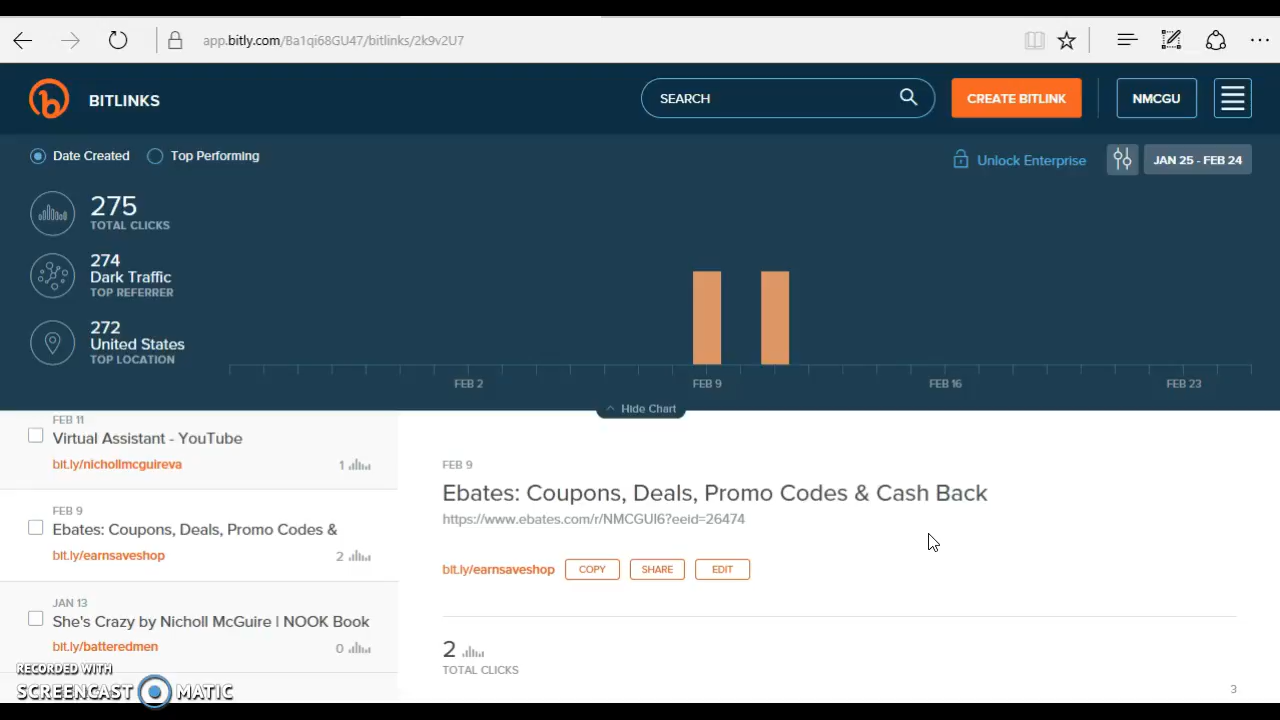 app.bitly.com/Ba1qi68GU47/bitlinks/2k9v2U7
BITLINKS
SEARCH
CREATE BITLINK
NMCGU
Date Created
Top Performing
Unlock Enterprise
JAN 25 - FEB 24
275
TOTAL CLICKS
274
Dark Traffic
TOP REFERRER
272
United States
TOP LOCATION
FEB 2
FEB 9
FEB 16
FEB 23
Hide Chart
FEB 11
Virtual Assistant - YouTube
bit.ly/nichollmcguireva
1
FEB 9
Ebates: Coupons, Deals, Promo Codes &
bit.ly/earnsaveshop
2
JAN 13
She's Crazy by Nicholl McGuire | NOOK Book
bit.ly/batteredmen
0
FEB 9
Ebates: Coupons, Deals, Promo Codes & Cash Back
https://www.ebates.com/r/NMCGUI6?eeid=26474
bit.ly/earnsaveshop
COPY
SHARE
EDIT
2
TOTAL CLICKS
3
RECORDED WITH
SCREENCAST MATIC